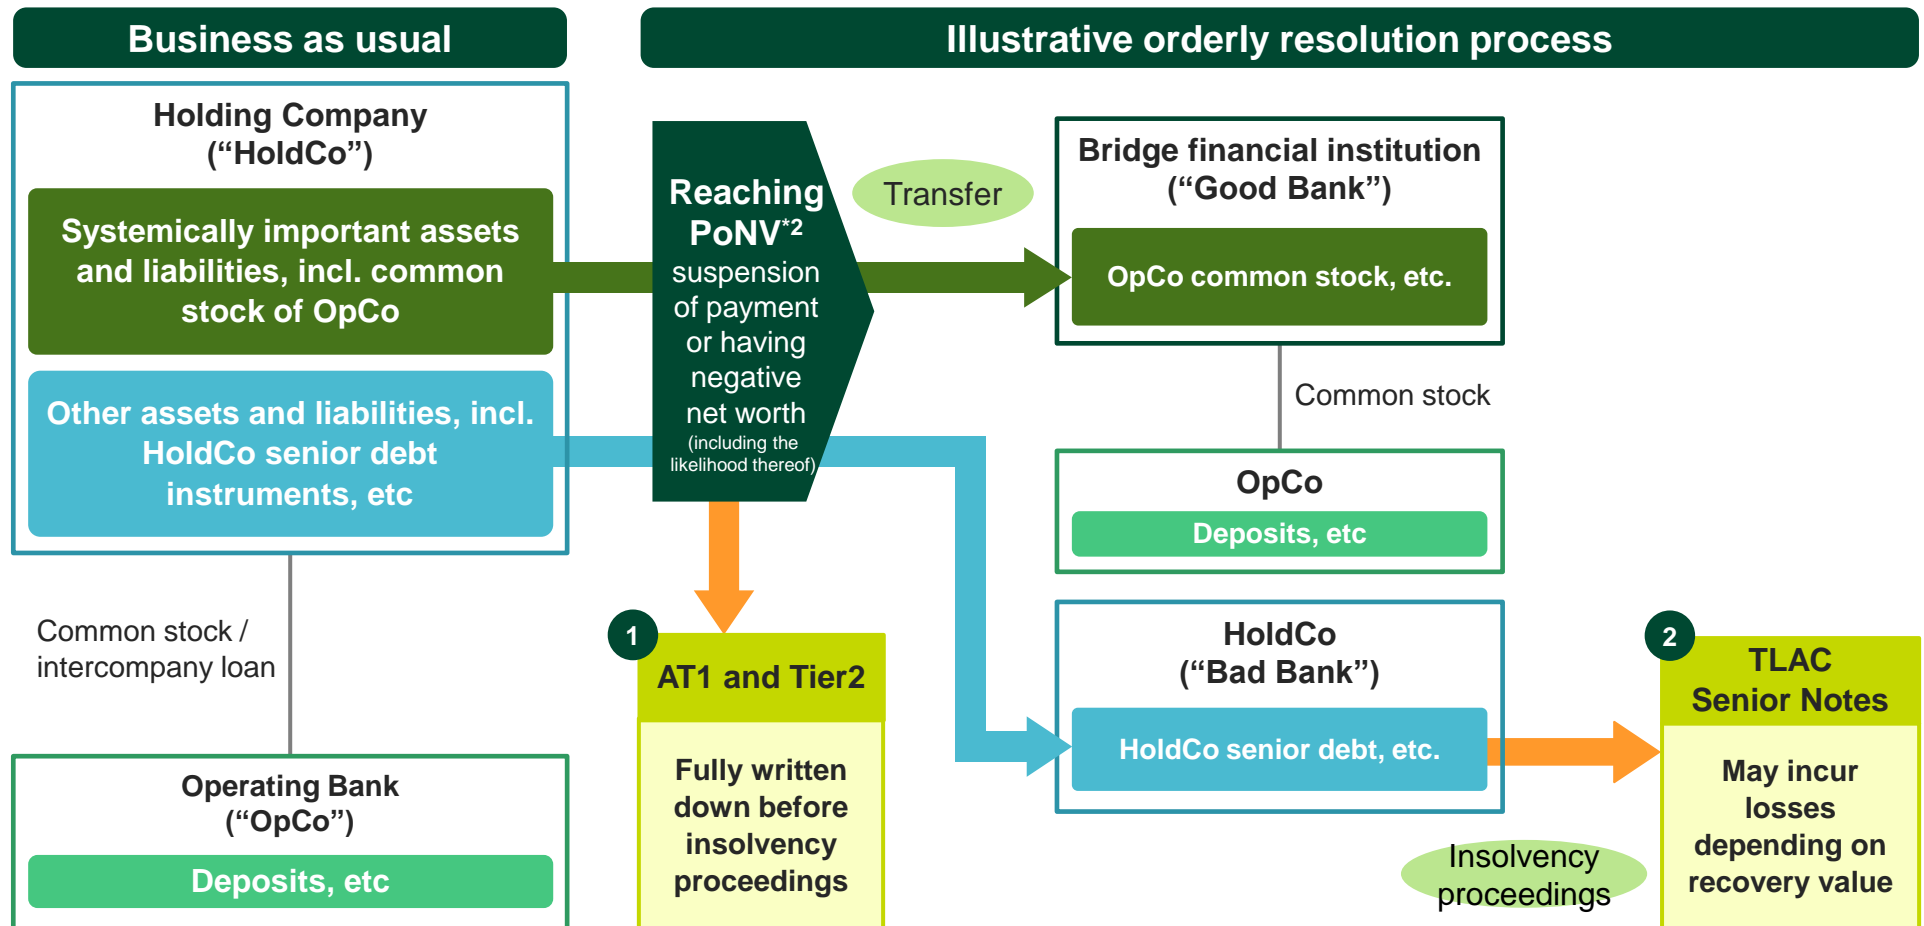 Business as usual
Illustrative orderly resolution process
Holding Company
(“HoldCo”)
Systemically important assets
and liabilities, incl. common
stock of OpCo
Other assets and liabilities, incl.
HoldCo senior debt
instruments, etc
Common stock /
intercompany loan
Operating Bank
(“OpCo”)
Deposits, etc
Reaching
PoNV*2
suspension
of payment
or having
negative
net worth
(including the
likelihood thereof)
Transfer
Bridge financial institution
(“Good Bank”)
OpCo common stock, etc.
Common stock
OpCo
Deposits, etc
1
AT1 and Tier2
Fully written
down before
insolvency
proceedings
HoldCo
(“Bad Bank”)
HoldCo senior debt, etc.
Insolvency
proceedings
2
TLAC
Senior Notes
May incur
losses
depending on
recovery value